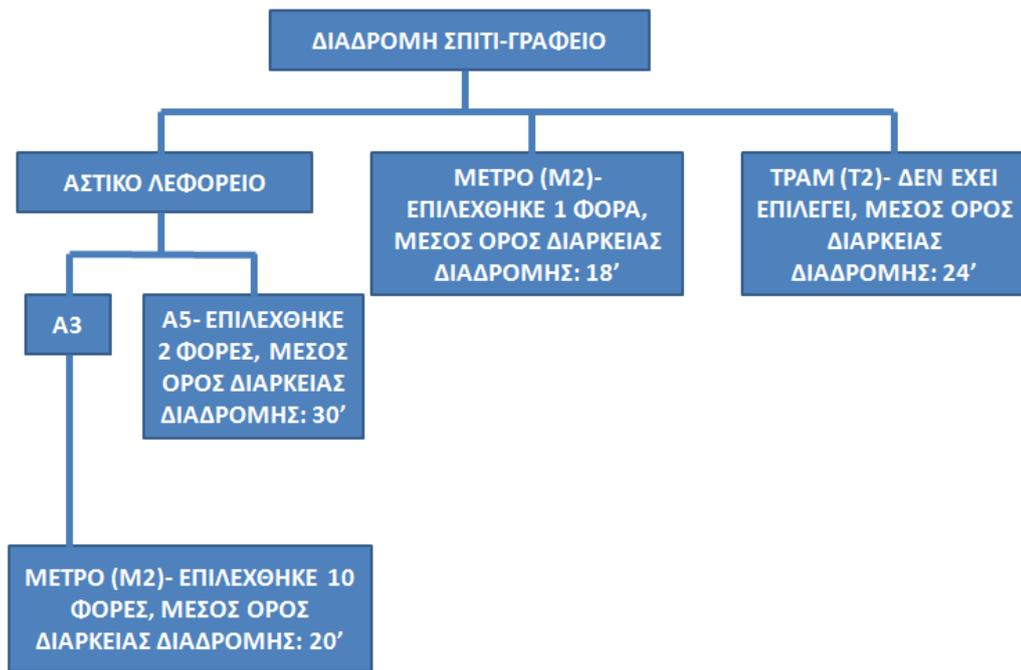 ΔΙΑΔΡΟΜΗ ΣΠΙΤΙ-ΓΡΑΦΕΙΟ
ΑΣΤΙΚΟ ΛΕΦΟΡΕΙΟ
ΜΕΤΡΟ (Μ2)-
ΕΠΙΛΕΧΘΗΚΕ 1 ΦΟΡΑ,
ΜΕΣΟΣ ΟΡΟΣ ΔΙΑΡΚΕΙΑΣ
ΔΙΑΔΡΟΜΗΣ: 18’
ΤΡΑΜ (Τ2)- ΔΕΝ ΕΧΕΙ
ΕΠΙΛΕΓΕΙ, ΜΕΣΟΣ ΟΡΟΣ
ΔΙΑΡΚΕΙΑΣ
ΔΙΑΔΡΟΜΗΣ: 24’
Α3
Α5- ΕΠΙΛΕΧΘΗΚΕ
2 ΦΟΡΕΣ, ΜΕΣΟΣ
ΟΡΟΣ ΔΙΑΡΚΕΙΑΣ
ΔΙΑΔΡΟΜΗΣ: 30’
ΜΕΤΡΟ (Μ2)- ΕΠΙΛΕΧΘΗΚΕ 10
ΦΟΡΕΣ, ΜΕΣΟΣ ΟΡΟΣ
ΔΙΑΡΚΕΙΑΣ ΔΙΑΔΡΟΜΗΣ: 20’